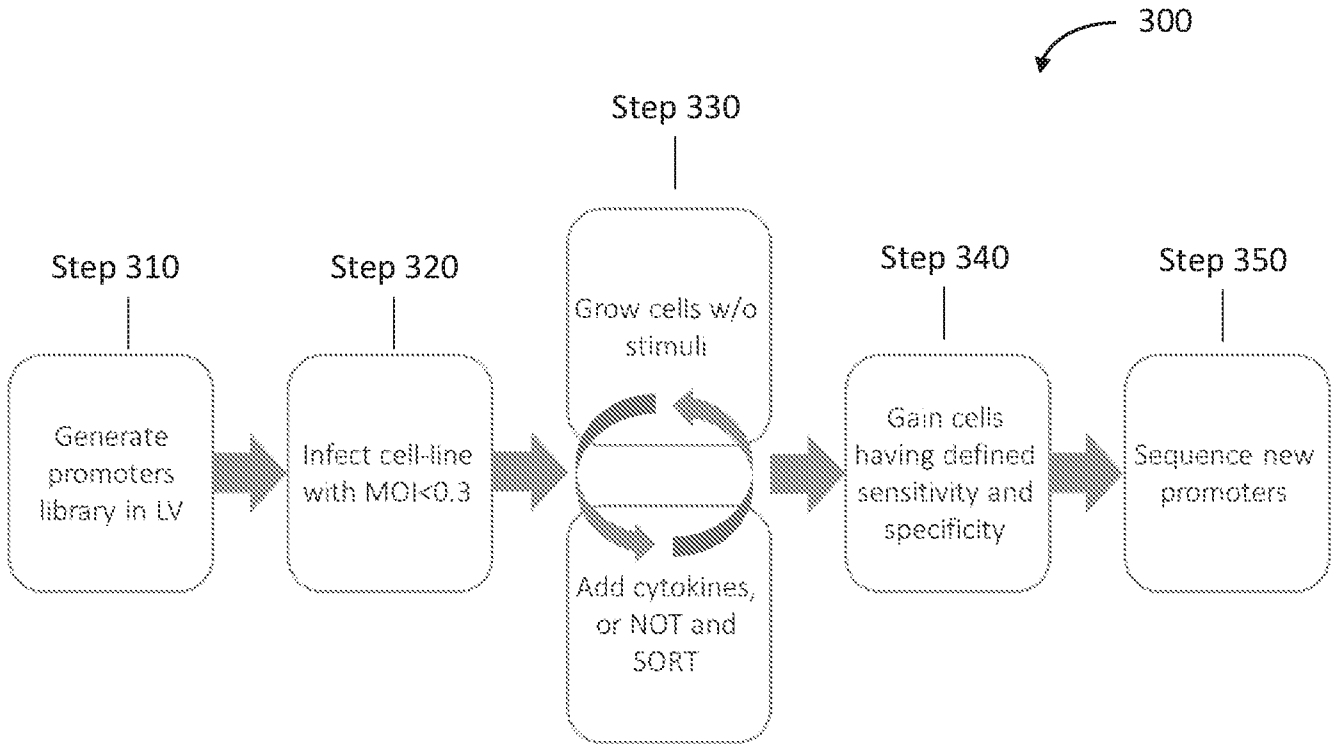 300
Step 330
Step 310
Step 320
Step 340
Step 350
Grow cells w/o
stimuli
Generate
promoters
library in LV
Infect cell-line
with MOI<0.3
Gain cells
having defined
sensitivity and
specificity
Sequence new
promoters
Add cytokines,
or NOT and
SORT